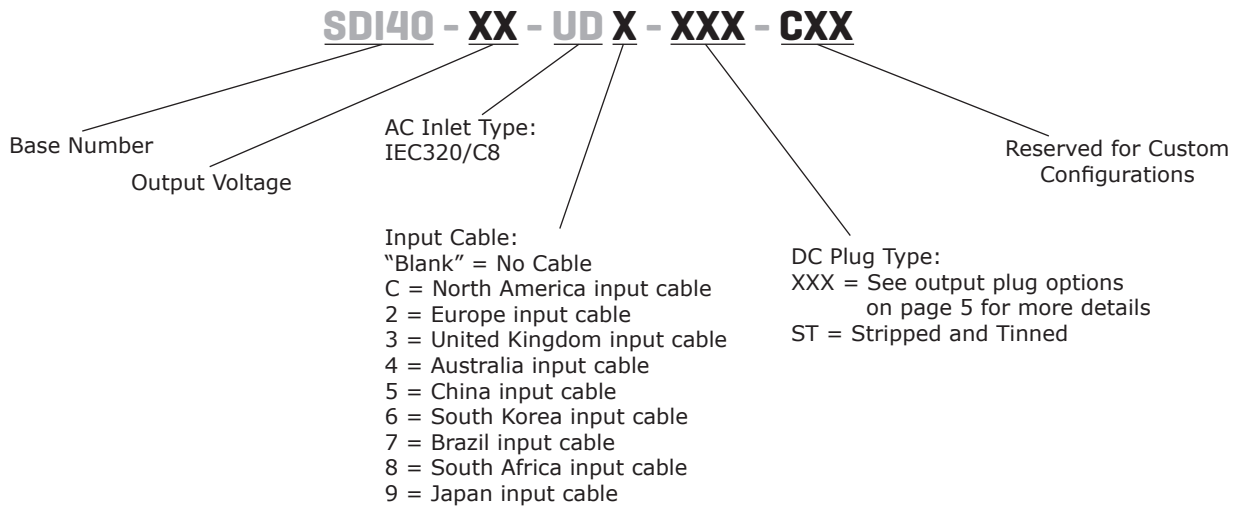 SDI40 - XX - UD X - XXX - CXX
Base Number
Output Voltage
AC Inlet Type:
IEC320/C8
Input Cable:
“Blank” = No Cable
C = North America input cable
2 = Europe input cable
3 = United Kingdom input cable
4 = Australia input cable
5 = China input cable
6 = South Korea input cable
7 = Brazil input cable
8 = South Africa input cable
9 = Japan input cable
DC Plug Type:
XXX = See output plug options
on page 5 for more details
ST = Stripped and Tinned
Reserved for Custom
Configurations